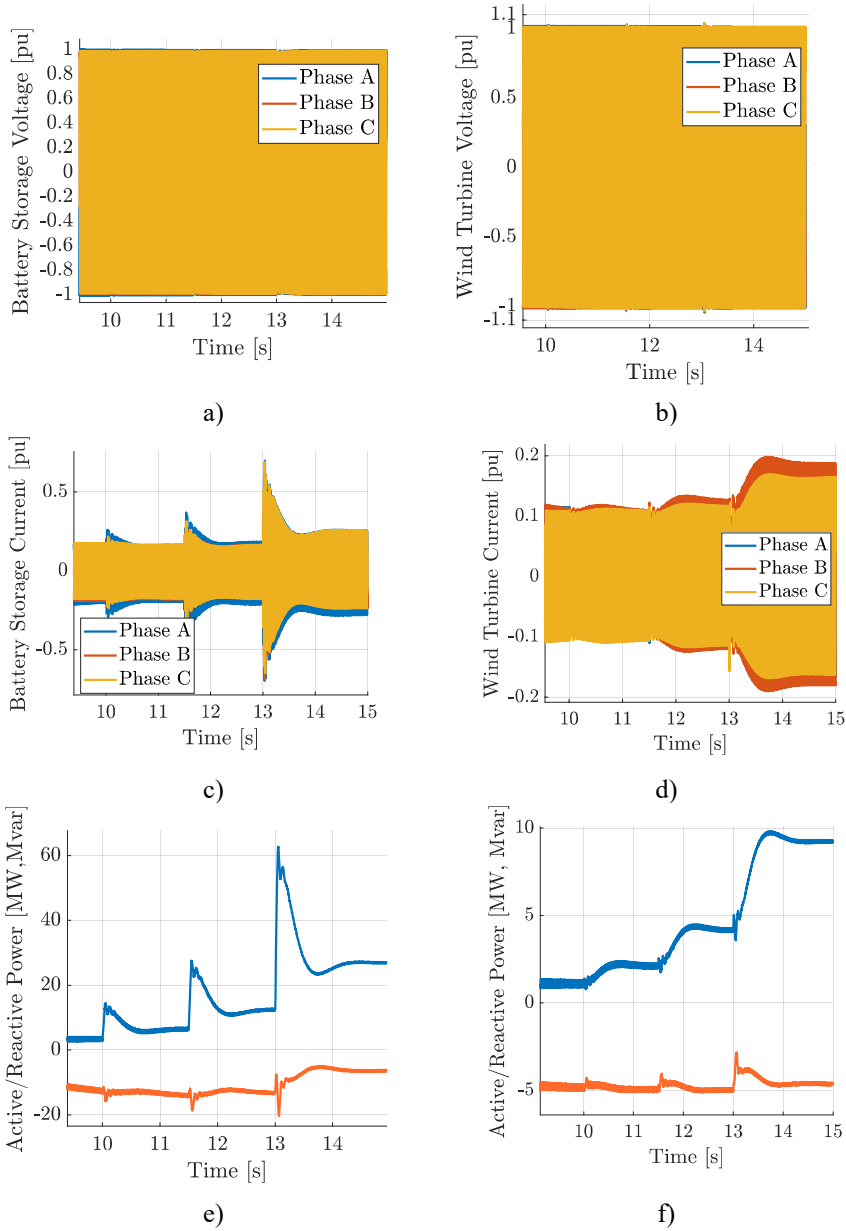 Battery Storage Voltage [pu]
1
0.8
0.6
0.4
0.2
0
-0.2
-0.4
-0.6
-0.8
-1
Phase A
Phase B
Phase C
10 11 12 13 14
Time [s]
a)
Wind Turbine Voltage [pu]
1.1
1
0.5
0
-0.5
-1
-1.1
Phase A
Phase B
Phase C
10 12 14
Time [s]
b)
Battery Storage Current [pu]
0.5
0
-0.5
Phase A
Phase B
Phase C
10 11 12 13 14 15
Time [s]
c)
Wind Turbine Current [pu]
0.2
0.1
0
-0.1
-0.2
Phase A
Phase B
Phase C
10 11 12 13 14 15
Time [s]
d)
Active/Reactive Power [MW,Mvar]
60
40
20
0
-20
10 11 12 13 14
Time [s]
e)
Active/Reactive Power [MW, Mvar]
10
5
0
-5
10 11 12 13 14 15
Time [s]
f)